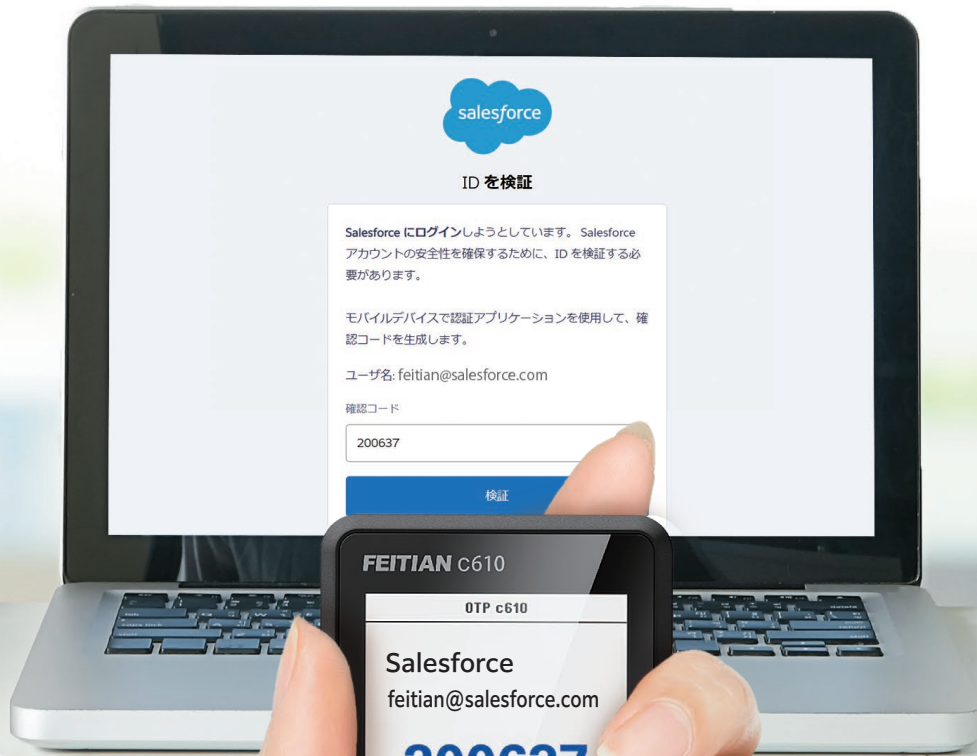 salesforce
ID を検証
Salesforce にログインしようとしています。 Salesforce
アカウントの安全性を確保するために、ID を検証する必
要があります。
モバイルデバイスで認証アプリケーションを使用して、確
認コードを生成します。
ユーザ名: feitian@salesforce.com
確認コード
200637
検証
FEITIAN C610
OTP c610
Salesforce
feitian@salesforce.com
200637
delete